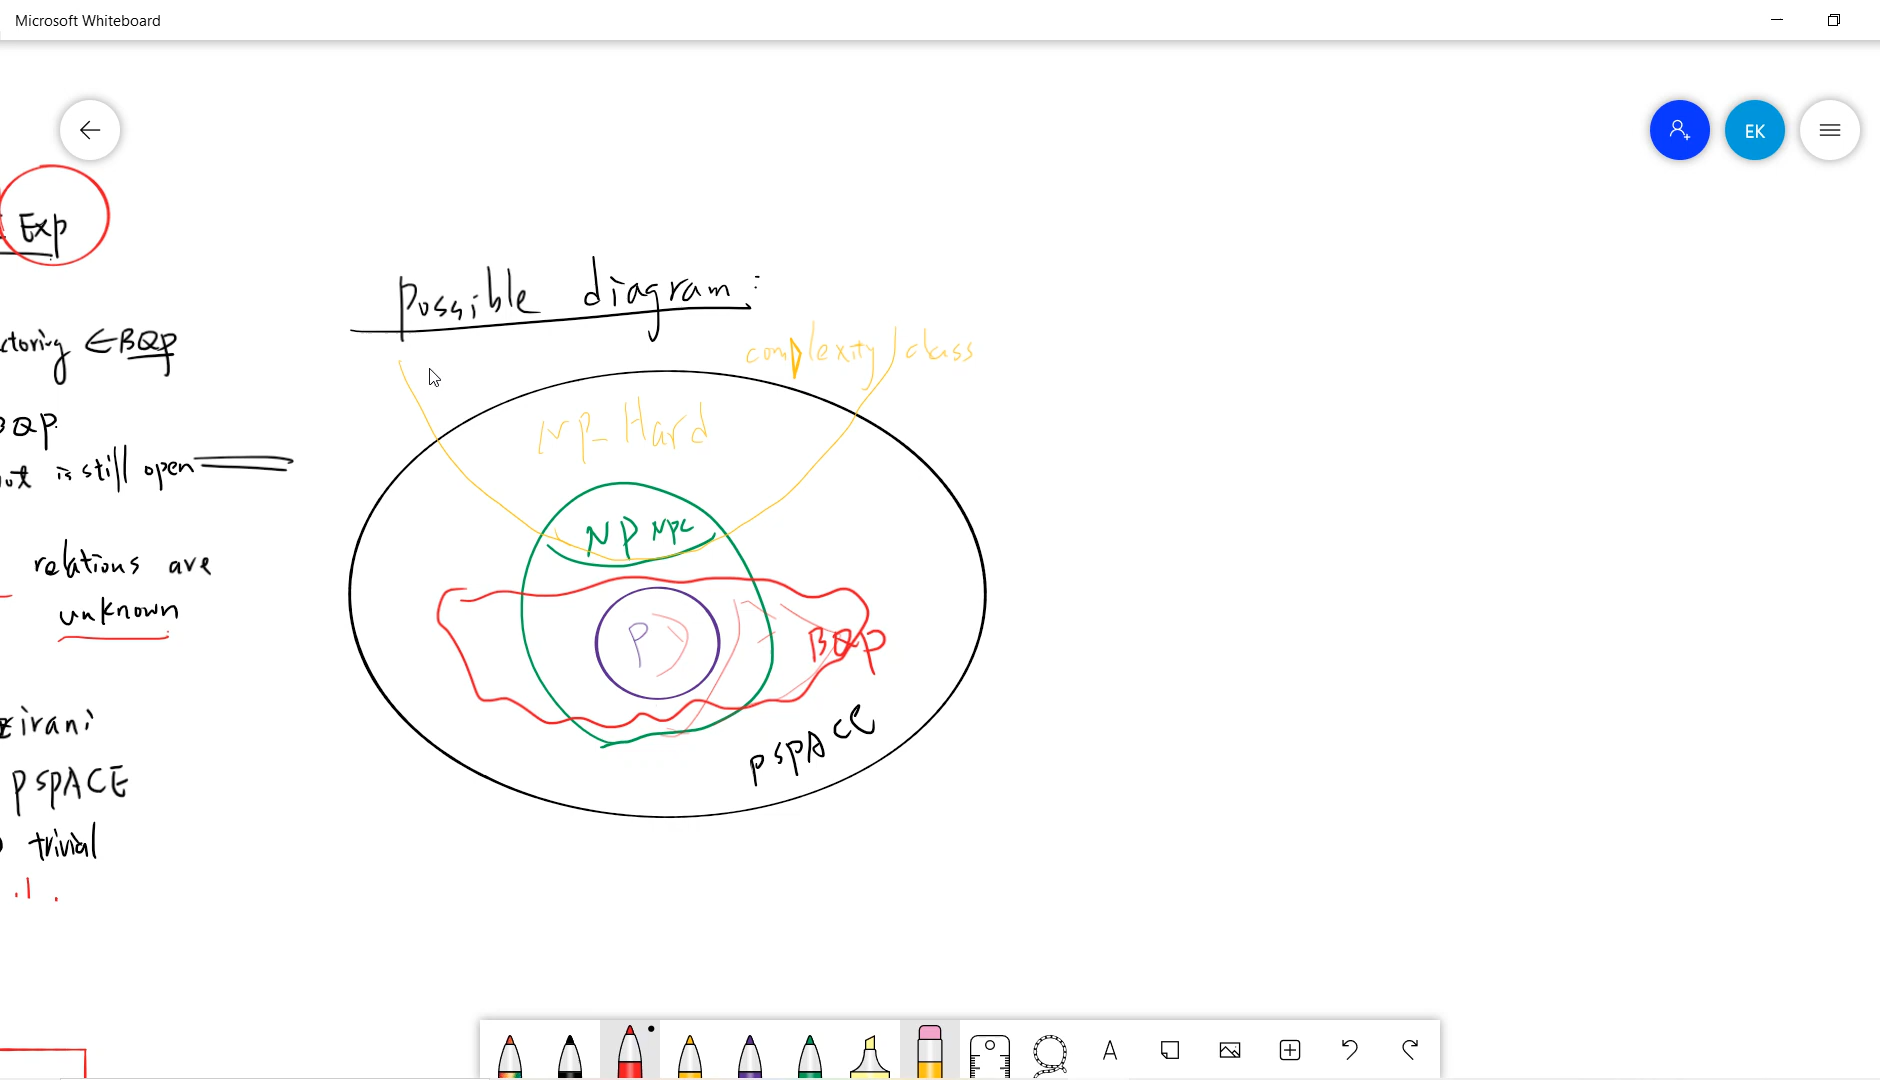 Microsoft Whiteboard
EK
Exp
possible diagram:
ctoring ∈ BQP
complexity class
BQP
NP-Hard
is still open
NP NPC
relations are
unknown
P
BQP
zirani
PSPACE
PSPACE
trivial
A